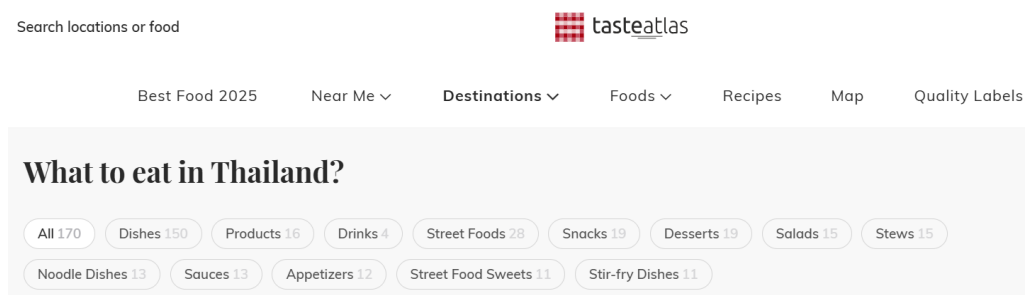 Search locations or food
tasteatlas
Best Food 2025 Near Me Destinations Foods Recipes Map Quality Labels
What to eat in Thailand?
All 170 Dishes 150 Products 16 Drinks 4 Street Foods 28 Snacks 19 Desserts 19 Salads 15 Stews 15
Noodle Dishes 13 Sauces 13 Appetizers 12 Street Food Sweets 11 Stir-fry Dishes 11